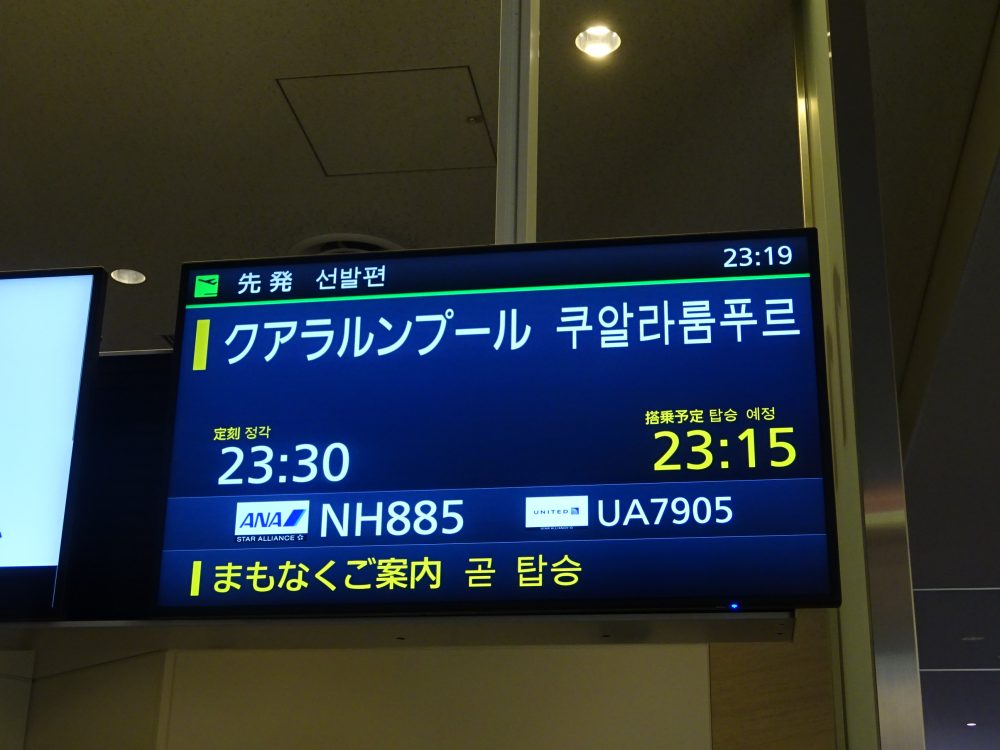 先発 선발편 23:19
クアラルンプール 쿠알라룸푸르
定刻 정각 搭乗予定 탑승 예정
23:30 23:15
ANA STAR ALLIANCE NH885 UNITED STAR ALLIANCE UA7905
まもなくご案内 곧 탑승